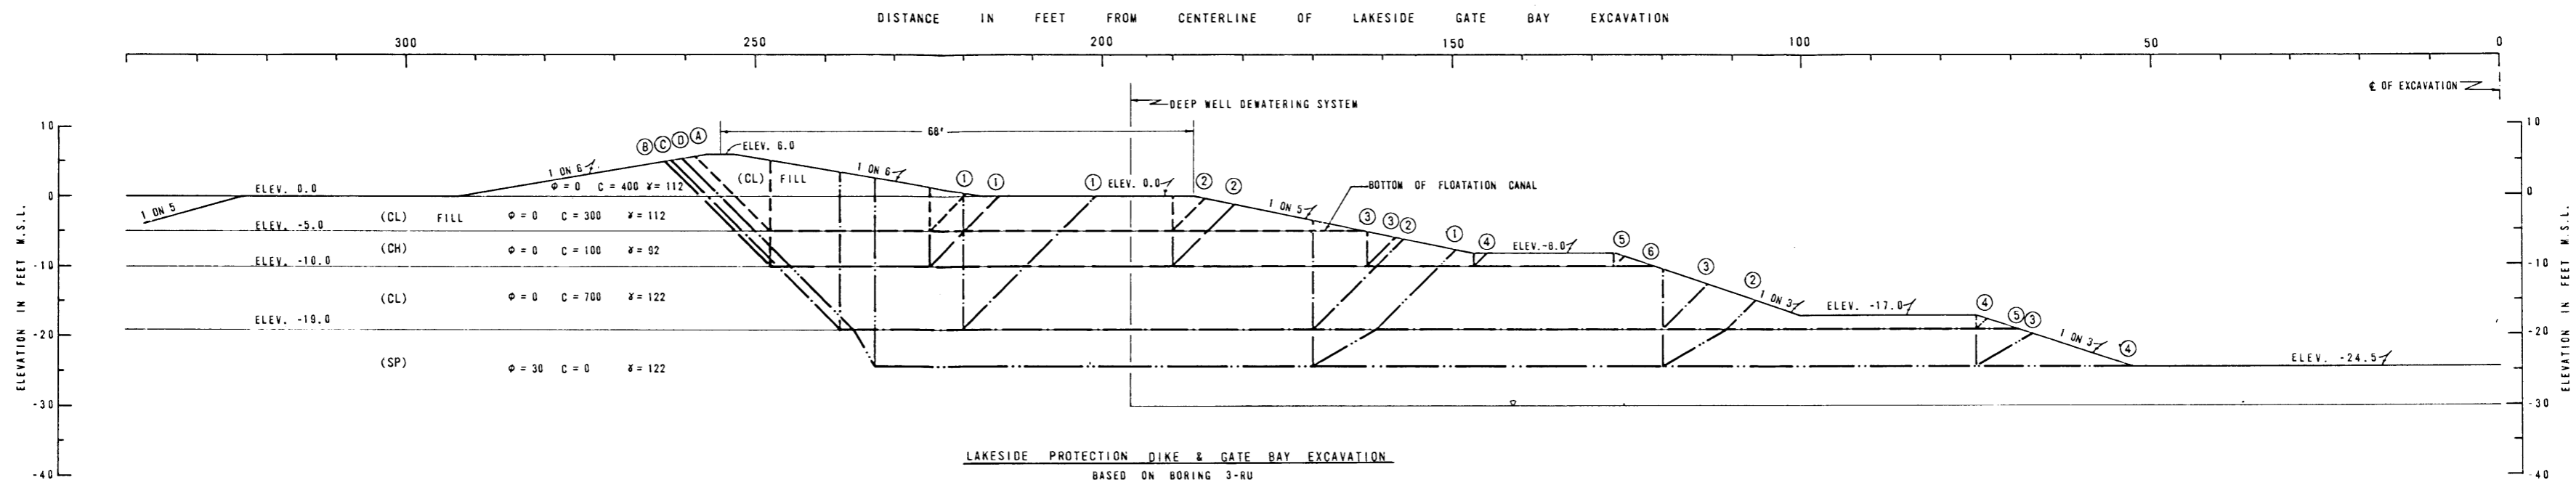 DISTANCE IN FEET FROM CENTERLINE OF LAKESIDE GATE BAY EXCAVATION
300 250 200 150 100 50 0
℄ OF EXCAVATION
DEEP WELL DEWATERING SYSTEM
68'
10 10
Ⓑ Ⓒ Ⓓ Ⓐ
ELEV. 6.0
1 ON 6
1 ON 6
(CL) FILL
φ = 0 C = 400 γ = 112
ELEV. 0.0
① ① ① ELEV. 0.0 ② ②
BOTTOM OF FLOATATION CANAL
0 0
1 ON 5
(CL) FILL φ = 0 C = 300 γ = 112
1 ON 5
③ ③ ② ① ④ ELEV. -8.0 ⑤ ⑥ ③ ②
ELEV. -5.0
(CH) φ = 0 C = 100 γ = 92
ELEV. -10.0
-10 -10
(CL) φ = 0 C = 700 γ = 122
1 ON 3
ELEV. -17.0
④ ⑤ ③ ④
ELEV. -19.0
-20 -20
1 ON 3
(SP) φ = 30 C = 0 γ = 122
ELEV. -24.5
-30 -30
-40 -40
ELEVATION IN FEET M.S.L.
ELEVATION IN FEET M.S.L.
LAKESIDE PROTECTION DIKE & GATE BAY EXCAVATION
BASED ON BORING 3-RU